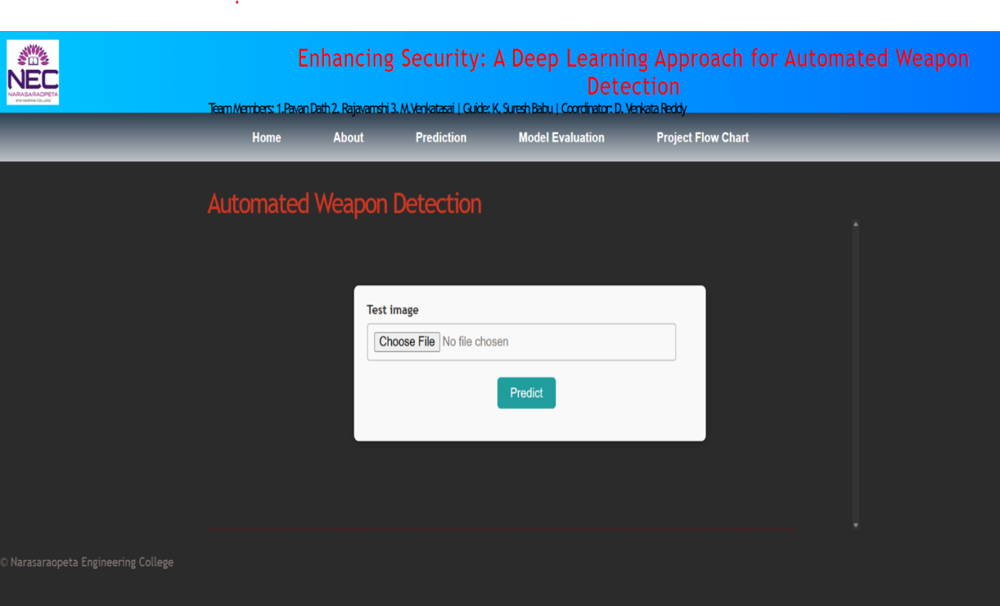 NEC
NARASARAOPETA
ENGINEERING COLLEGE
Enhancing Security: A Deep Learning Approach for Automated Weapon
Detection
Team Members: 1.Pavan Dath 2. Rajavamshi 3. M.Venkatasai | Guide: K. Suresh Babu | Coordinator: D. Venkata Reddy
Home About Prediction Model Evaluation Project Flow Chart
Automated Weapon Detection
Test image
Choose File No file chosen
Predict
© Narasaraopeta Engineering College